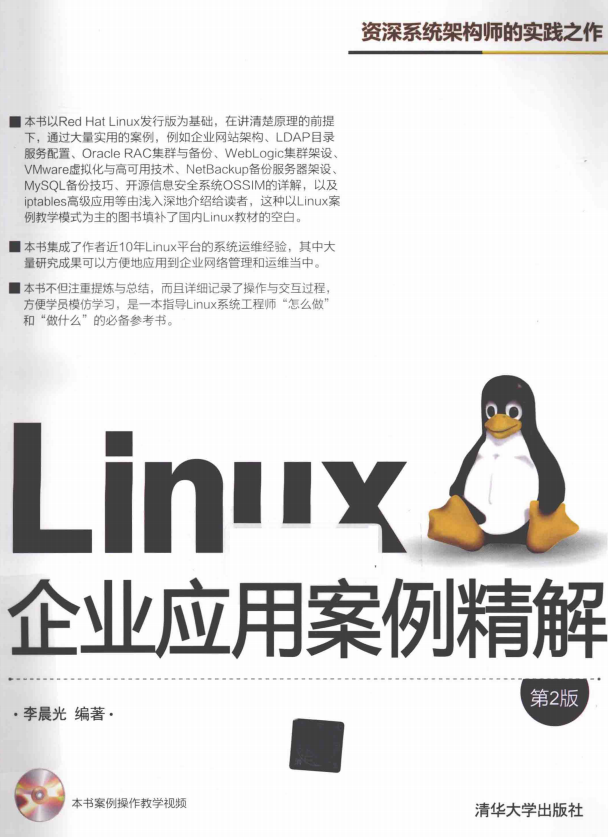 资深系统架构师的实践之作
■ 本书以Red Hat Linux发行版为基础，在讲清楚原理的前提
下，通过大量实用的案例，例如企业网站架构、LDAP目录
服务配置、Oracle RAC集群与备份、WebLogic集群架设、
VMware虚拟化与高可用技术、NetBackup服务器架设、
MySQL备份技巧、开源信息安全系统OSSIM的详解，以及
iptables高级应用等由浅入深地介绍给读者，这种以Linux案
例教学模式为主的图书填补了国内Linux教材的空白。
■ 本书集成了作者近10年Linux平台的系统运维经验，其中大
量研究成果可以方便地应用到企业网络管理和运维当中。
■ 本书不但注重提炼与总结，而且详细记录了操作与交互过程，
方便学员模仿学习，是一本指导Linux系统工程师“怎么做”
和“做什么”的必备参考书。
Linux
企业应用案例精解
第2版
·李晨光 编著·
本书案例操作教学视频
清华大学出版社